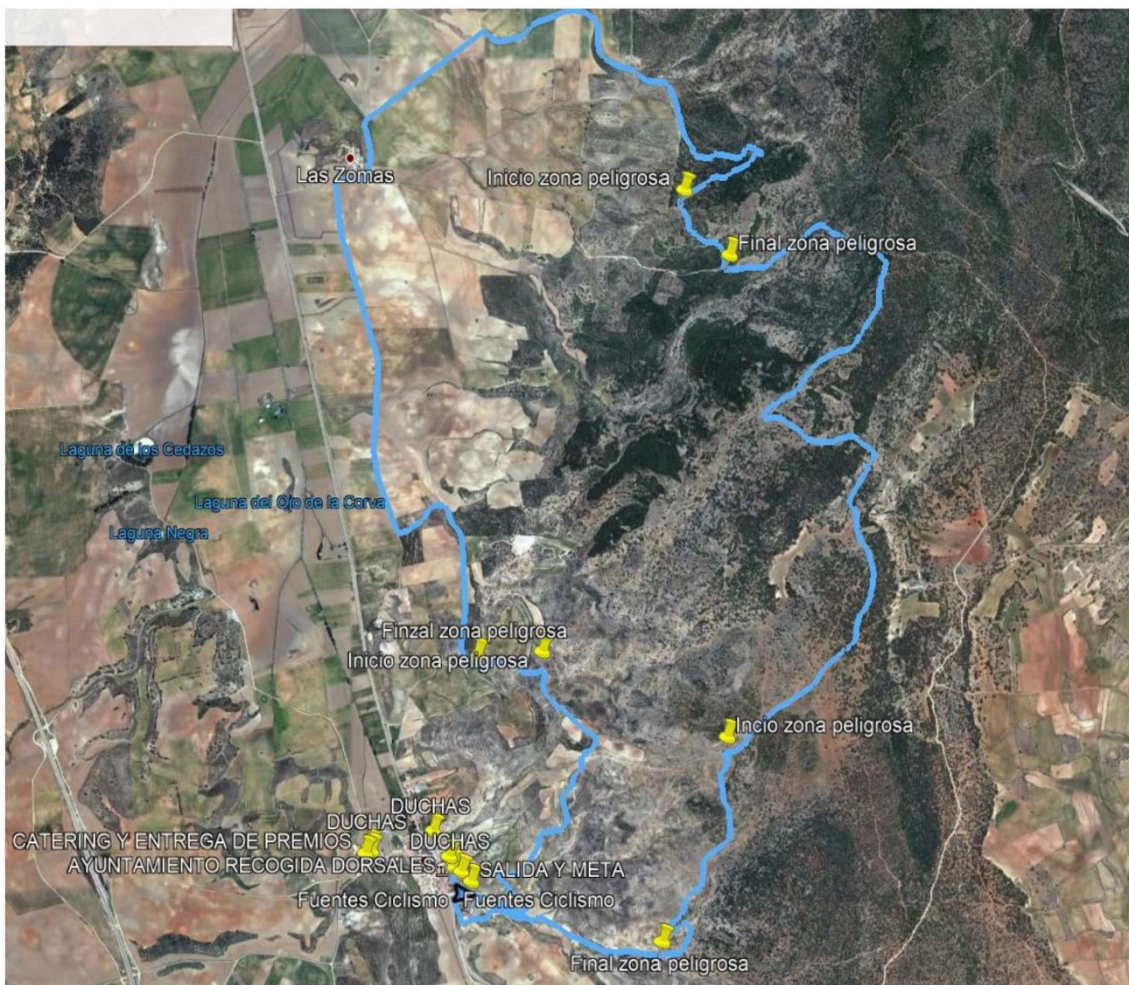 Las Zomas
Inicio zona peligrosa
Final zona peligrosa
Laguna de los Cedazos
Laguna del Ojo de la Corva
Laguna Negra
Finzal zona peligrosa
Inicio zona peligrosa
Incio zona peligrosa
DUCHAS
DUCHAS
CATERING Y ENTREGA DE PREMIOS
DUCHAS
AYUNTAMIENTO RECOGIDA DORSALES
SALIDA Y META
Fuentes Ciclismo
Fuentes Ciclismo
Final zona peligrosa